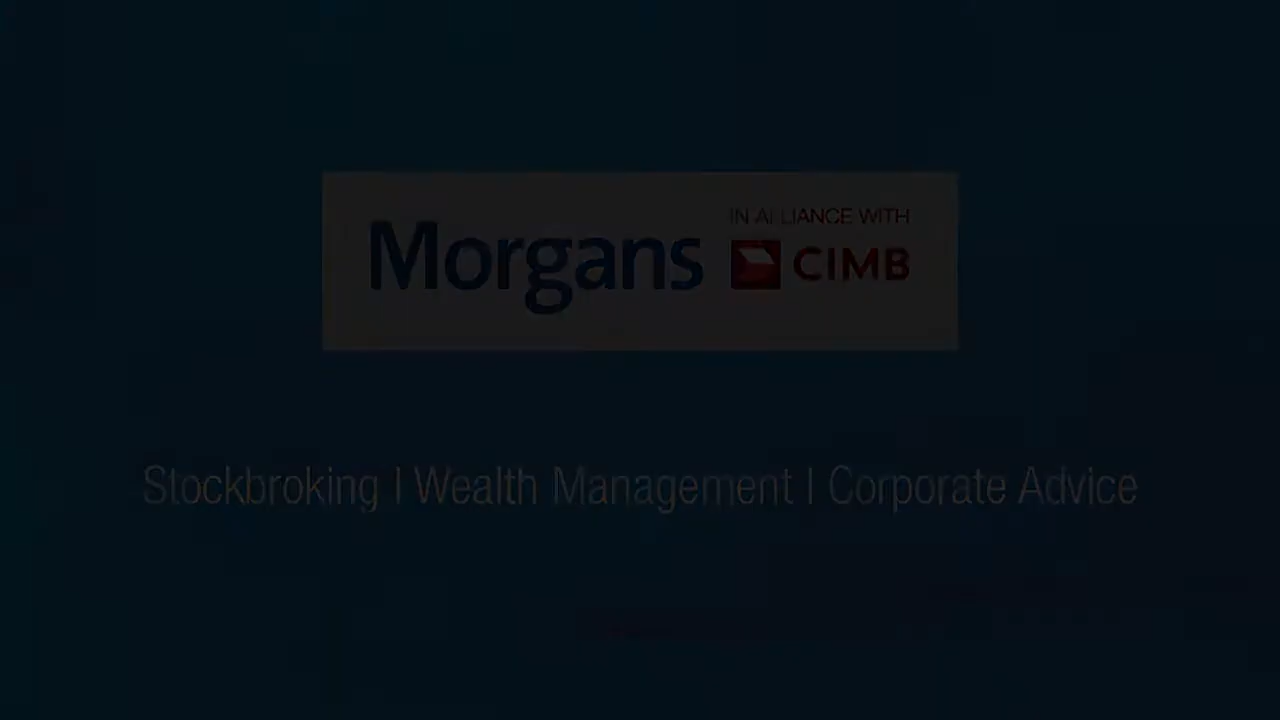 IN ALLIANCE WITH
Morgans CIMB
Stockbroking | Wealth Management | Corporate Advice